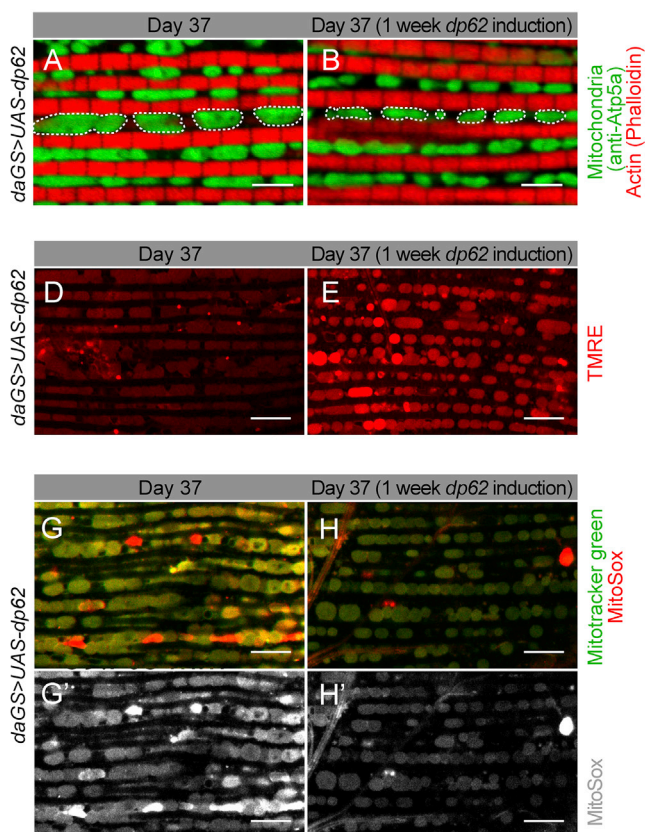 Day 37 Day 37 (1 week dp62 induction)
daGS>UAS-dp62
A B
Mitochondria
(anti-Atp5a)
Actin (Phalloidin)
Day 37 Day 37 (1 week dp62 induction)
daGS>UAS-dp62
D E
TMRE
Day 37 Day 37 (1 week dp62 induction)
daGS>UAS-dp62
G H
Mitotracker green
MitoSox
G' H'
MitoSox